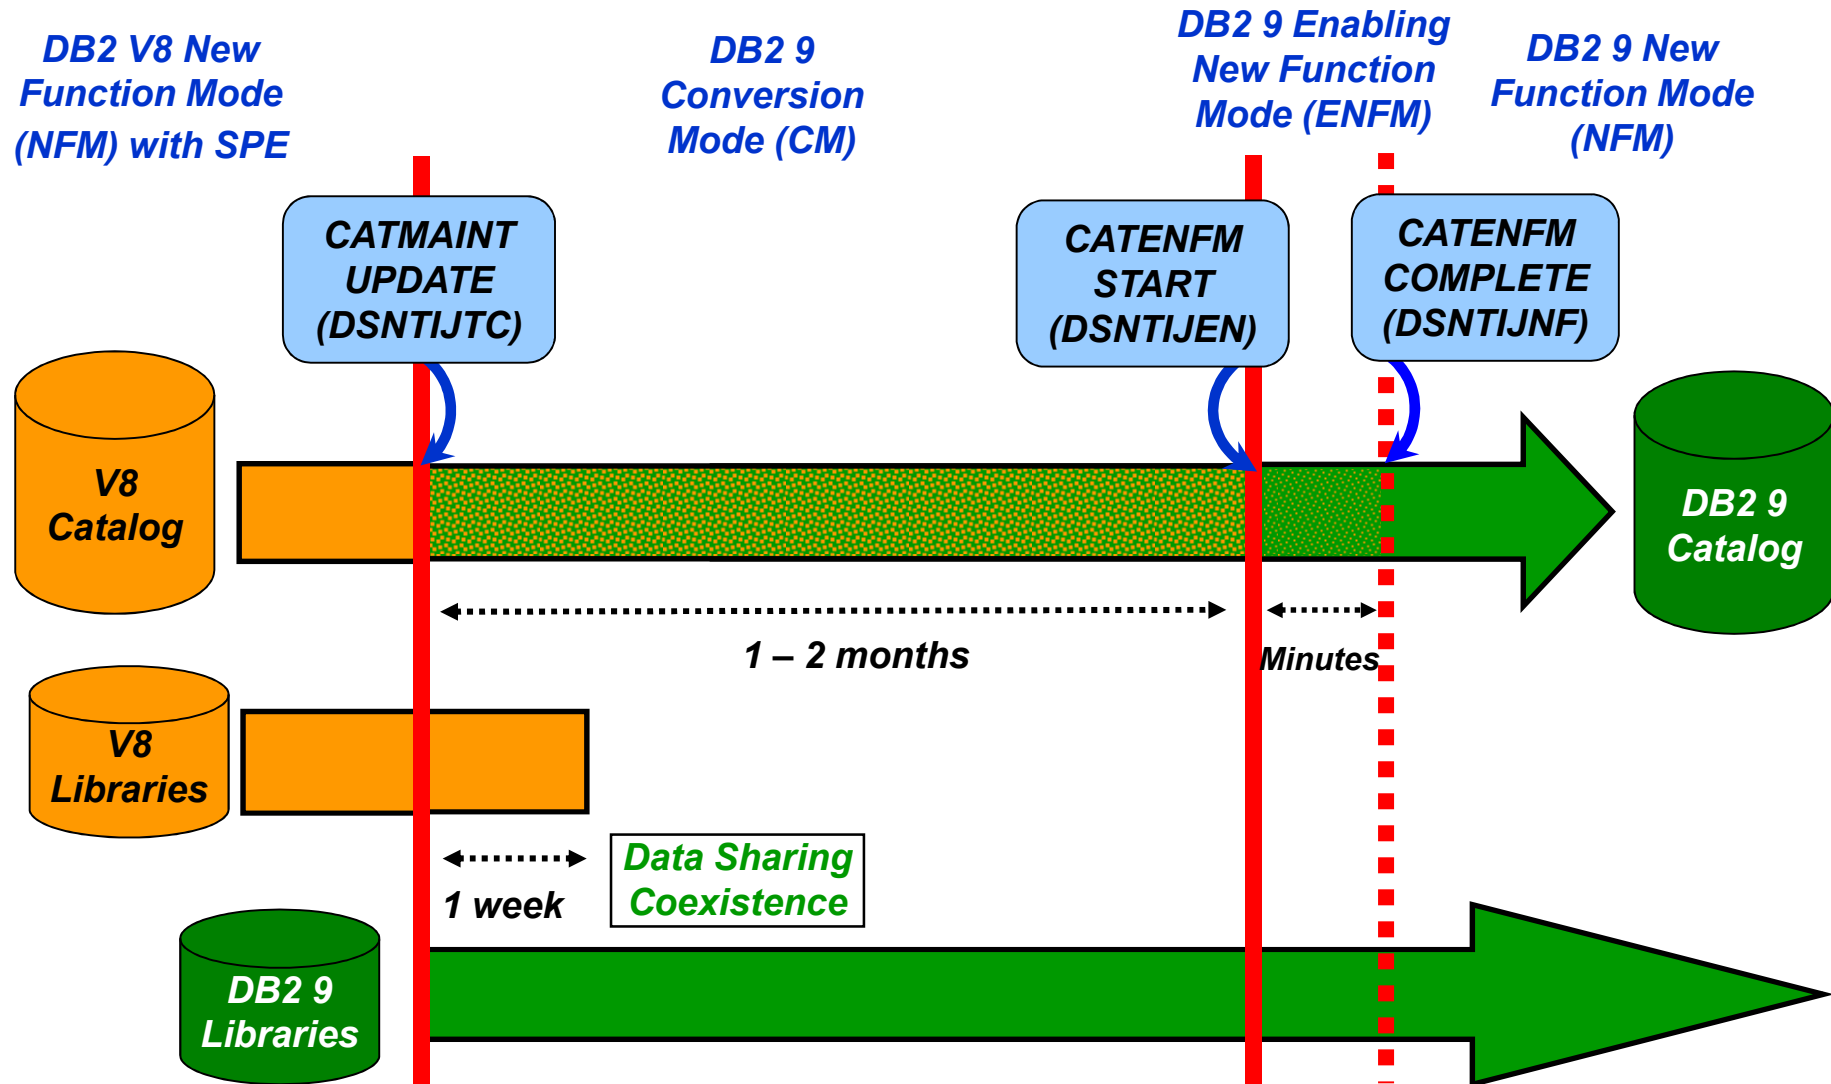 DB2 V8 New
Function Mode
(NFM) with SPE
DB2 9
Conversion
Mode (CM)
DB2 9 Enabling
New Function
Mode (ENFM)
DB2 9 New
Function Mode
(NFM)
CATMAINT
UPDATE
(DSNTIJTC)
CATENFM
START
(DSNTIJEN)
CATENFM
COMPLETE
(DSNTIJNF)
V8
Catalog
DB2 9
Catalog
1 – 2 months
Minutes
V8
Libraries
1 week
Data Sharing
Coexistence
DB2 9
Libraries